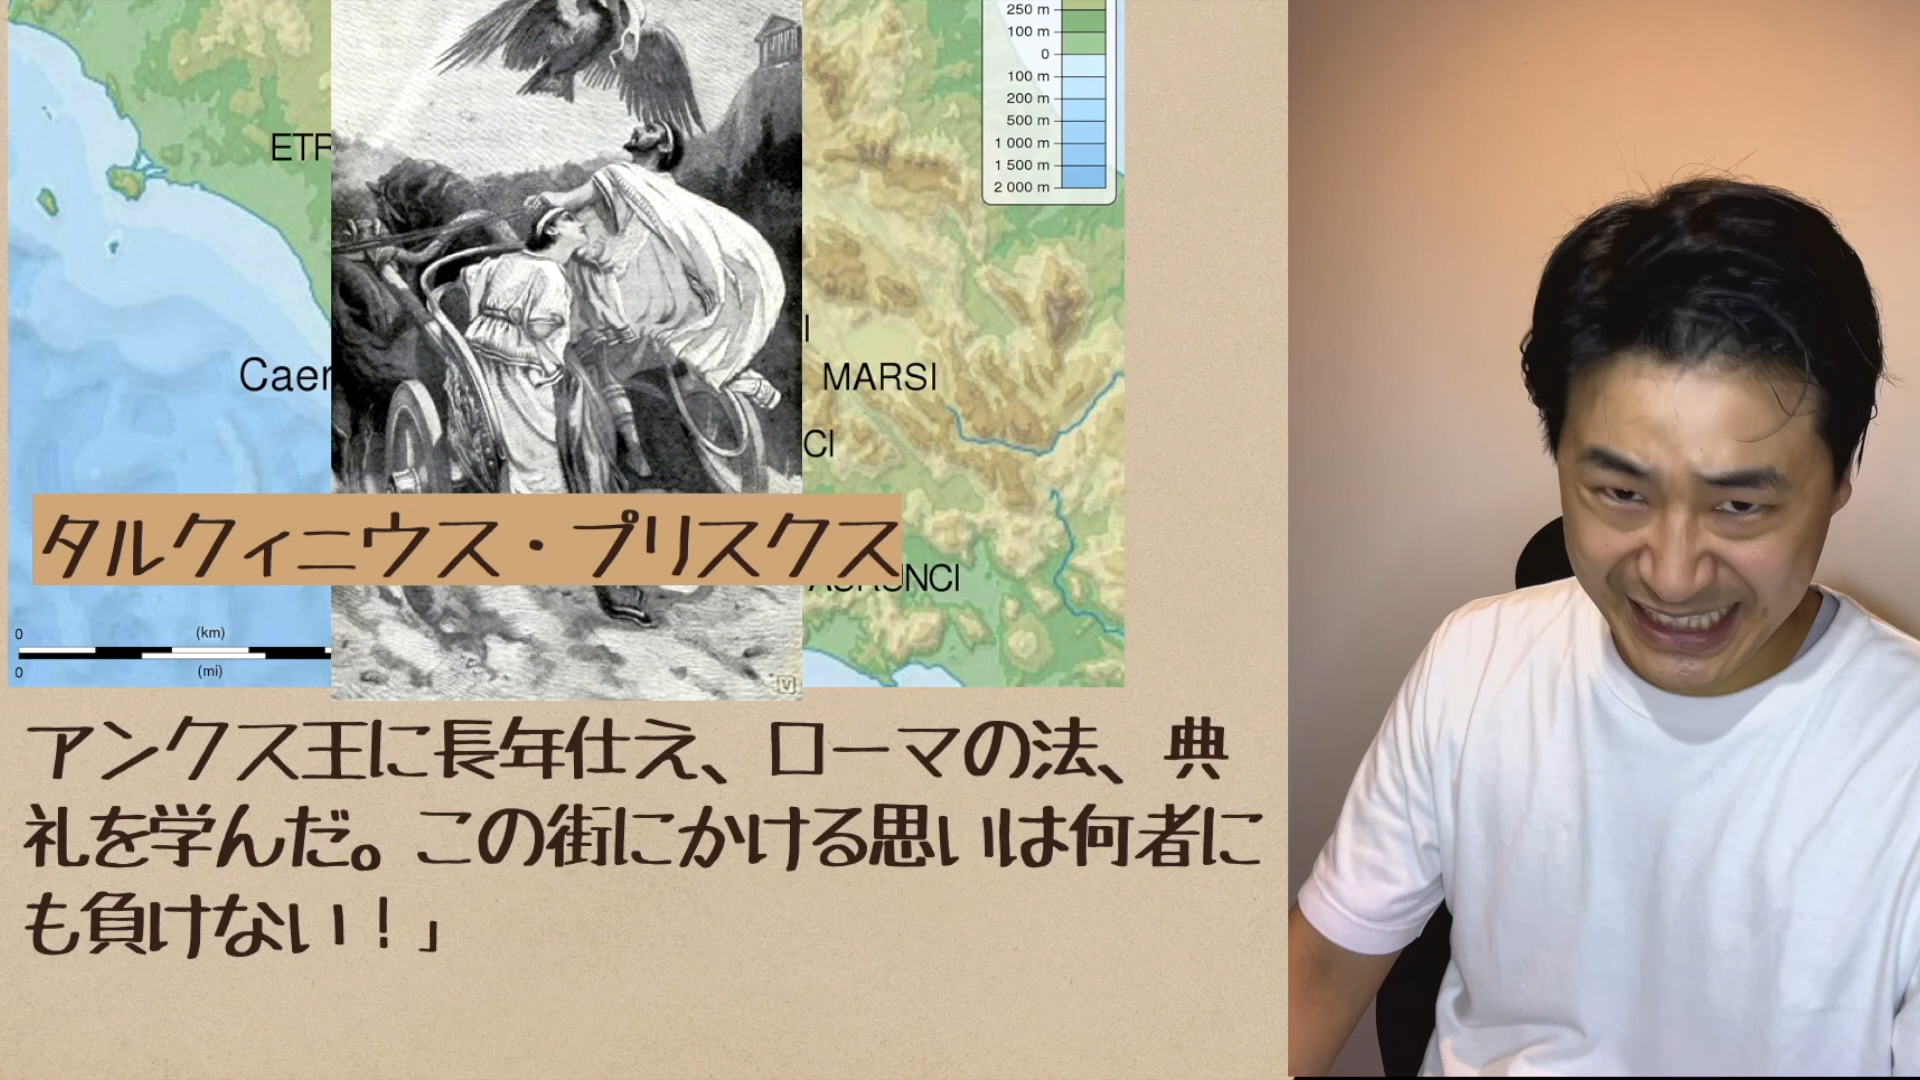 250 m
100 m
0
100 m
200 m
500 m
1 000 m
1 500 m
2 000 m
ETR
Caer
MARSI
CI
タルクィニウス・プリスクス
0
(km)
0
(mi)
V
アンクス王に長年仕え、ローマの法、典
礼を学んだ。この街にかける思いは何者に
も負けない！」